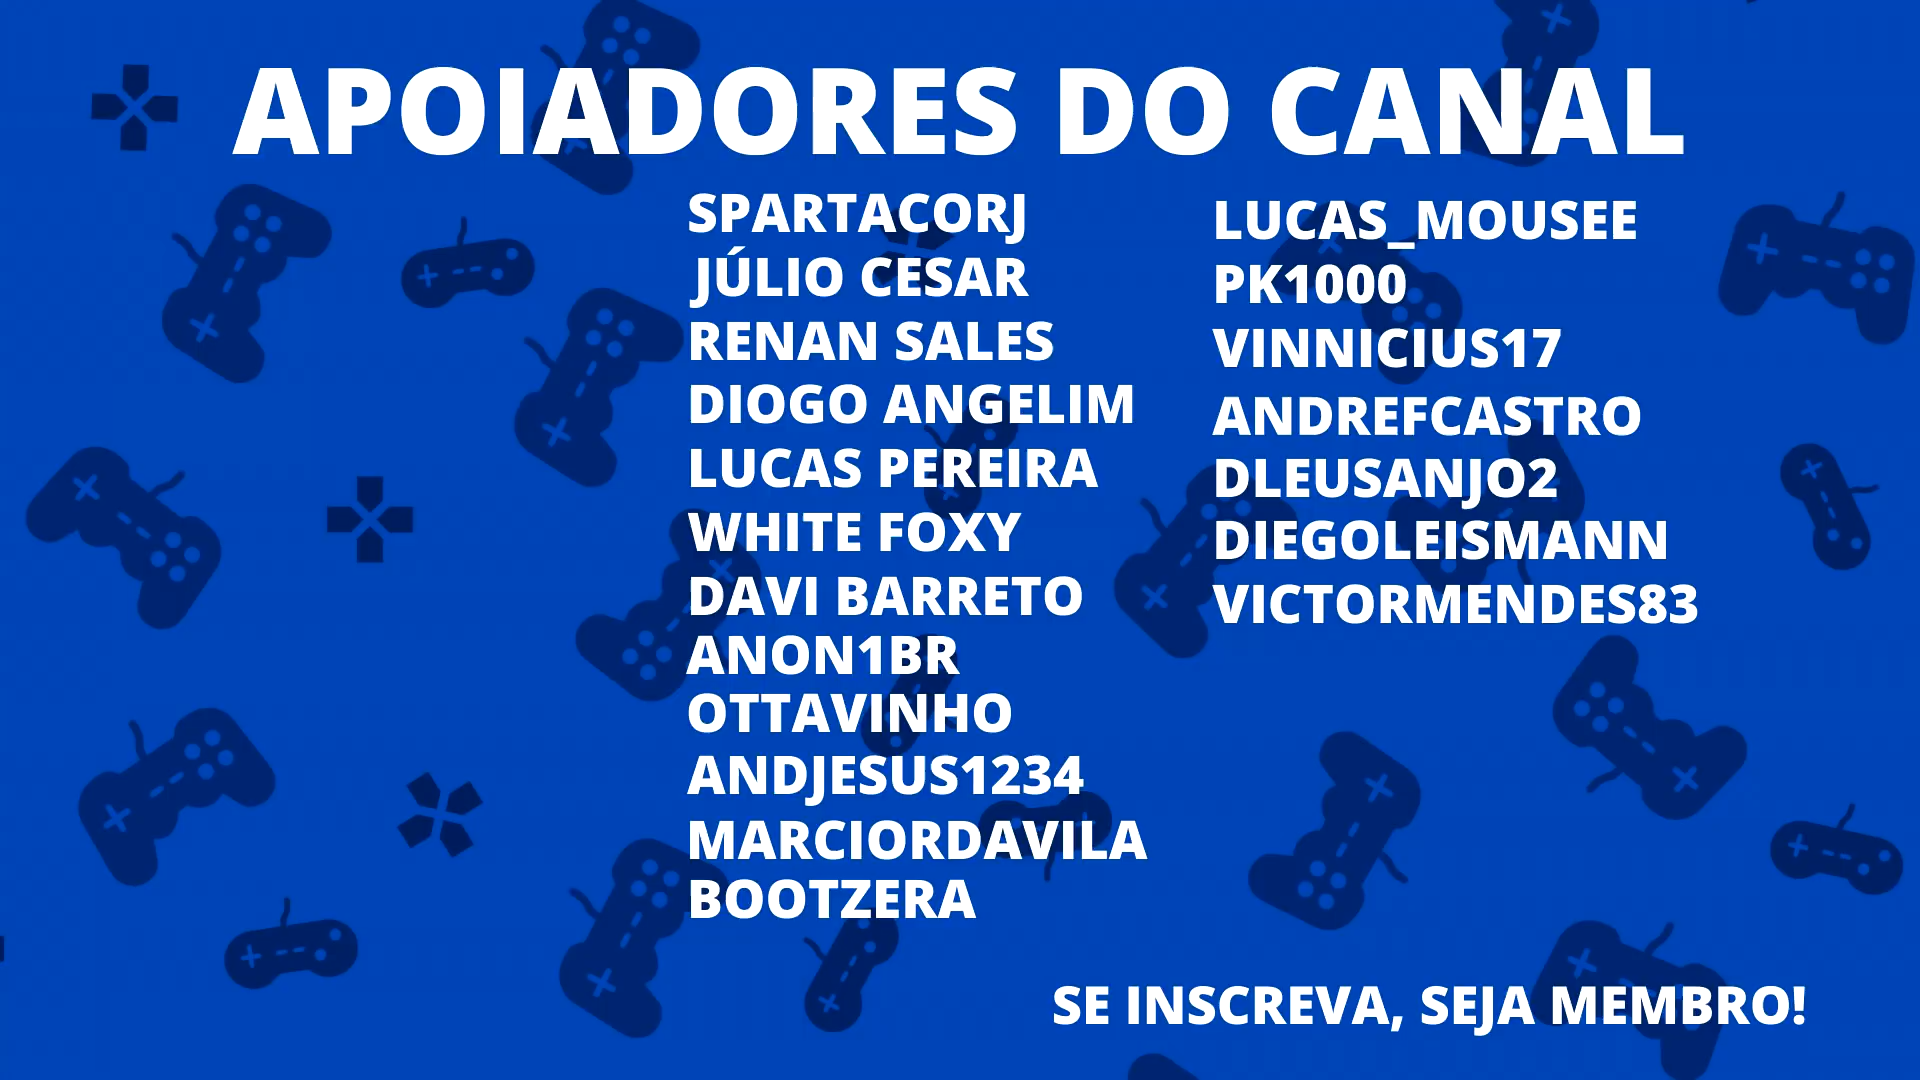 APOIADORES DO CANAL
SPARTACORJ
JÚLIO CESAR
RENAN SALES
DIOGO ANGELIM
LUCAS PEREIRA
WHITE FOXY
DAVI BARRETO
ANON1BR
OTTAVINHO
ANDJESUS1234
MARCIORDAVILA
BOOTZERA
LUCAS_MOUSEE
PK1000
VINNICIUS17
ANDREFCASTRO
DLEUSANJO2
DIEGOLEISMANN
VICTORMENDES83
SE INSCREVA, SEJA MEMBRO!